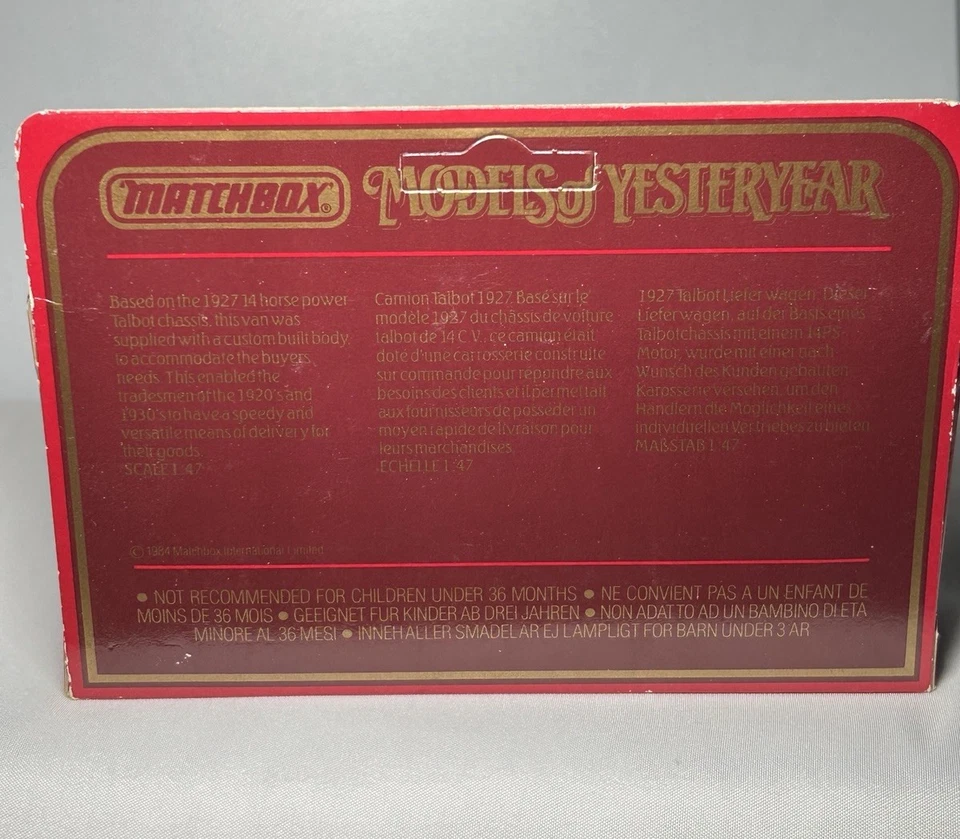 MATCHBOX®
MODELS of YESTERYEAR
Based on the 1927 14 horse power
Talbot chassis, this van was
supplied with a custom built body,
to accommodate the buyers
needs. This enabled the
tradesmen of the 1920's and
1930's to have a speedy and
versatile means of delivery for
their goods.
SCALE 1:47
Camion Talbot 1927 Basé sur le
modèle 1927 du châssis de voiture
talbot de 14 C.V., ce camion était
doté d'une carrosserie construite
sur commande pour répondre aux
besoins des clients et il permettait
aux fournisseurs de posséder un
moyen rapide de livraison pour
leurs marchandises.
ECHELLE 1:47
1927 Talbot Liefer wagen. Dieser
Lieferwagen, auf der Basis eines
Talbotchassis mit einem 14PS-
Motor, wurde mit einer nach
Wunsch des Kunden gebauten
Karosserie versehen, um den
Händlern die Möglichkeit eines
individuellen Vertriebes zu bieten.
MAßSTAB 1:47
© 1984 Matchbox International Limited
• NOT RECOMMENDED FOR CHILDREN UNDER 36 MONTHS • NE CONVIENT PAS A UN ENFANT DE
MOINS DE 36 MOIS • GEEIGNET FUR KINDER AB DREI JAHREN • NON ADATTO AD UN BAMBINO DI ETA
MINORE AL 36 MESI • INNEHALLER SMADELAR EJ LAMPLIGT FOR BARN UNDER 3 AR